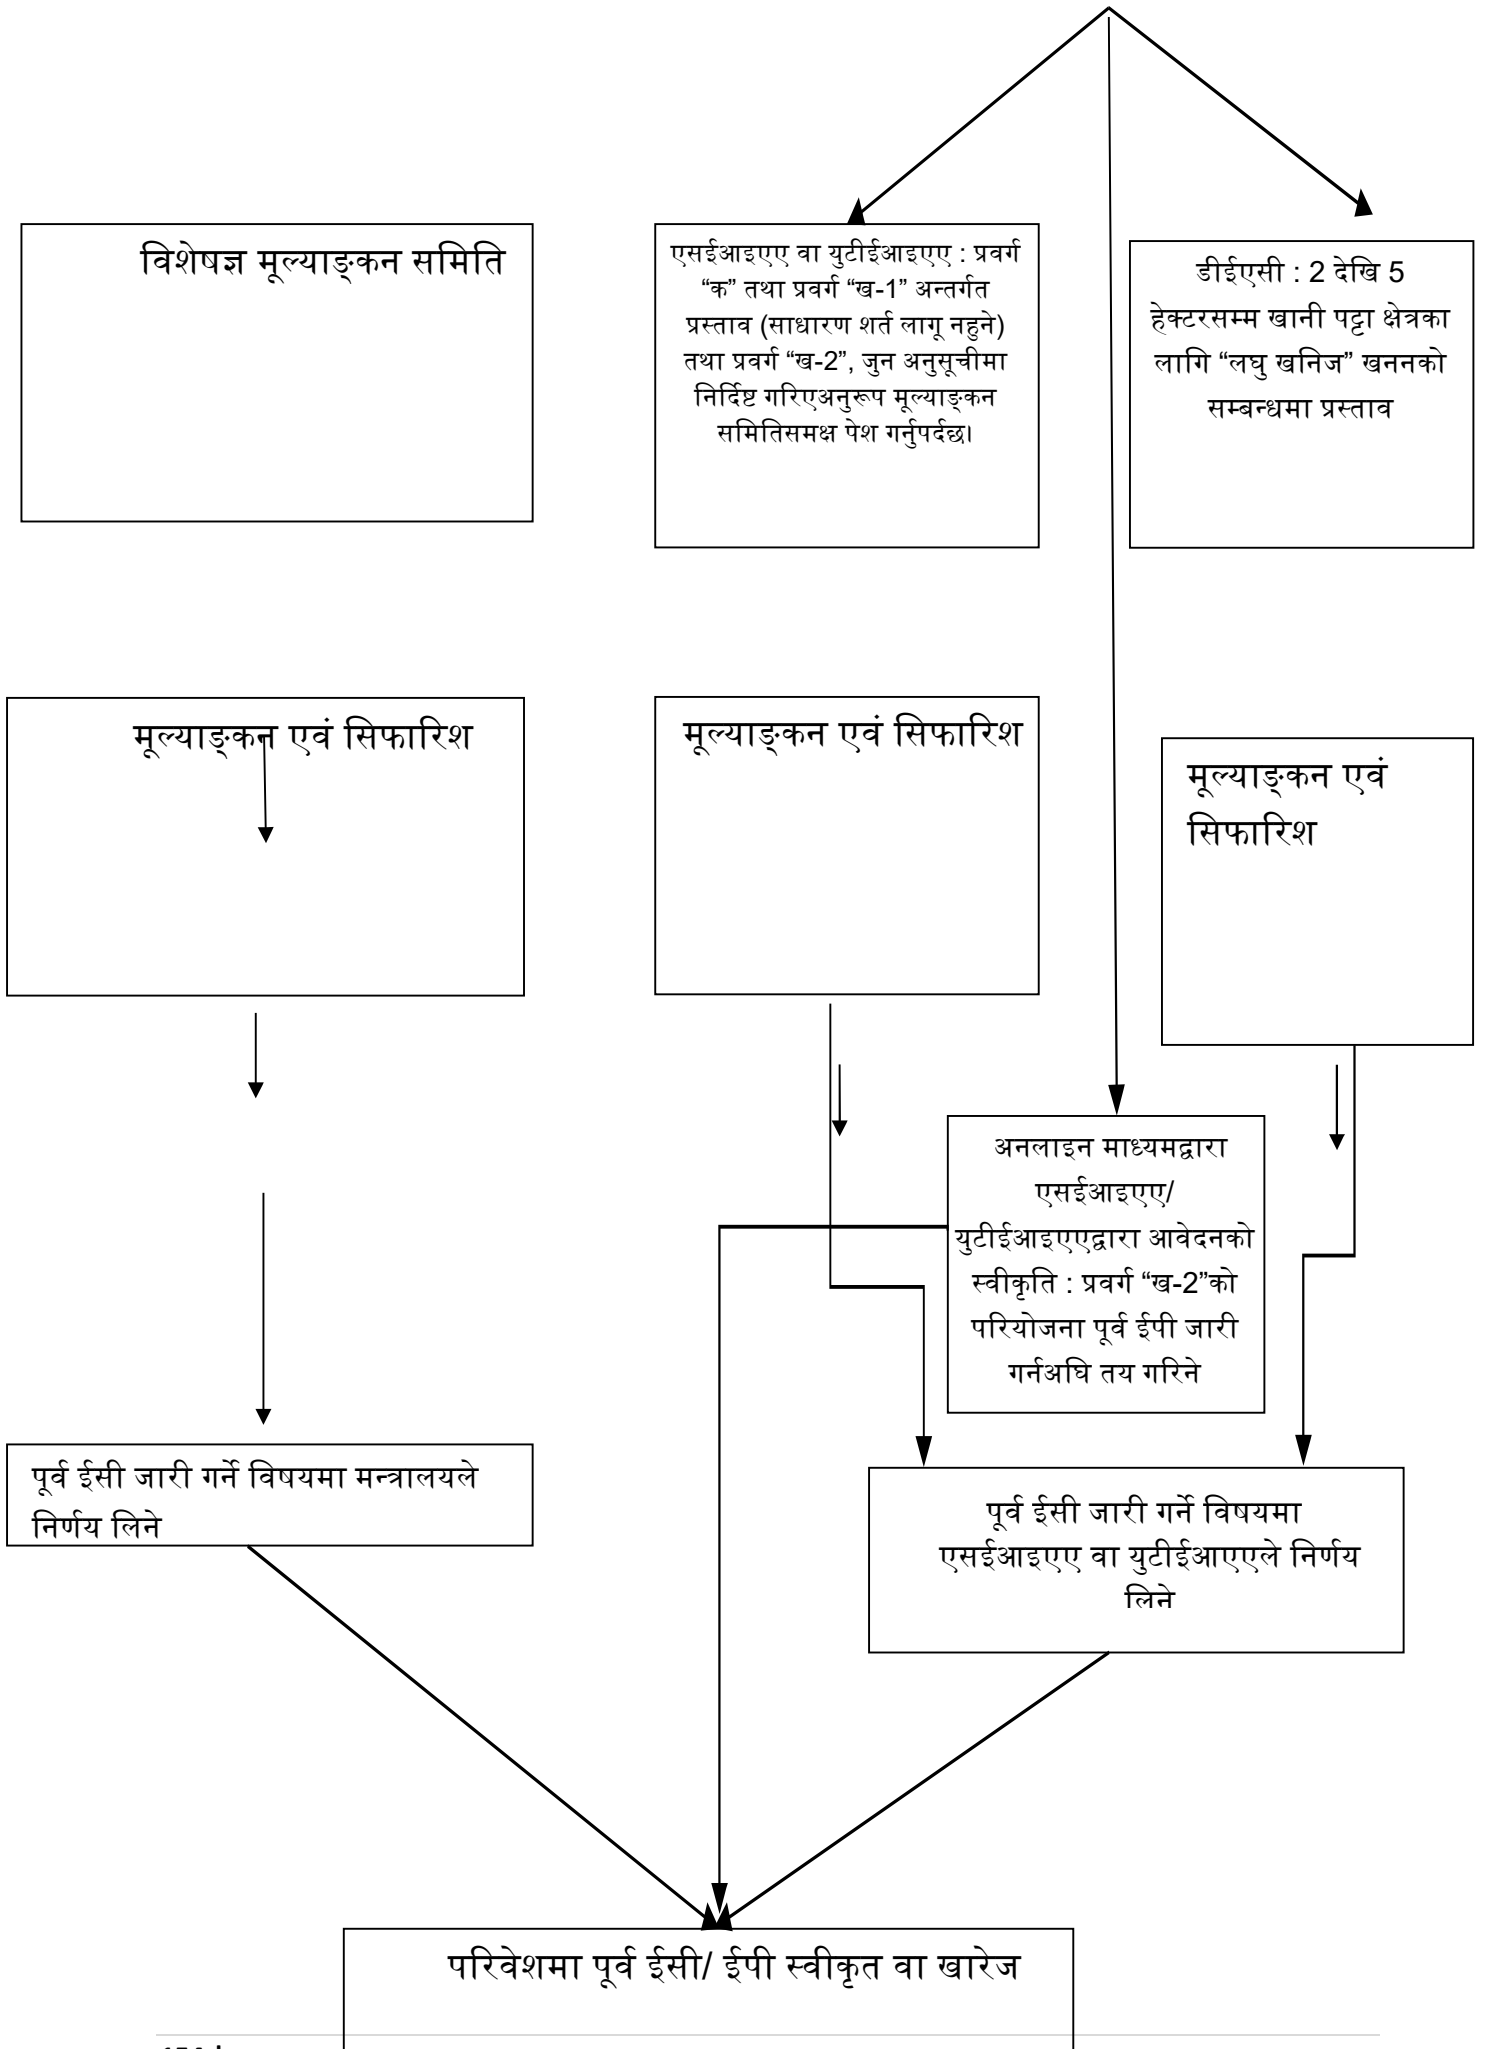 विशेषज्ञ मूल्याङ्कन समिति
एसईआइएए वा युटीईआइएए : प्रवर्ग
“क” तथा प्रवर्ग “ख-1” अन्तर्गत
प्रस्ताव (साधारण शर्त लागू नहुने)
तथा प्रवर्ग “ख-2”, जुन अनुसूचीमा
निर्दिष्ट गरिएअनुरूप मूल्याङ्कन
समितिसमक्ष पेश गर्नुपर्दछ।
डीईएसी : 2 देखि 5
हेक्टरसम्म खानी पट्टा क्षेत्रका
लागि “लघु खनिज” खननको
सम्बन्धमा प्रस्ताव
मूल्याङ्कन एवं सिफारिश
मूल्याङ्कन एवं सिफारिश
मूल्याङ्कन एवं
सिफारिश
अनलाइन माध्यमद्वारा
एसईआइएए/
युटीईआइएएद्वारा आवेदनको
स्वीकृति : प्रवर्ग “ख-2”को
परियोजना पूर्व ईपी जारी
गर्नअघि तय गरिने
पूर्व ईसी जारी गर्ने विषयमा मन्त्रालयले
निर्णय लिने
पूर्व ईसी जारी गर्ने विषयमा
एसईआइएए वा युटीईआएएले निर्णय
लिने
परिवेशमा पूर्व ईसी/ ईपी स्वीकृत वा खारेज